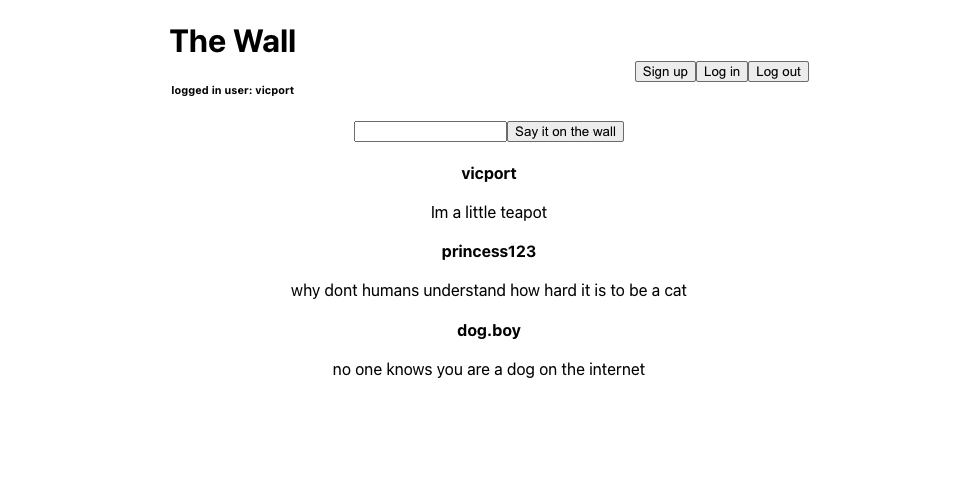 The Wall
Sign up Log in Log out
logged in user: vicport
Say it on the wall
vicport
Im a little teapot
princess123
why dont humans understand how hard it is to be a cat
dog.boy
no one knows you are a dog on the internet